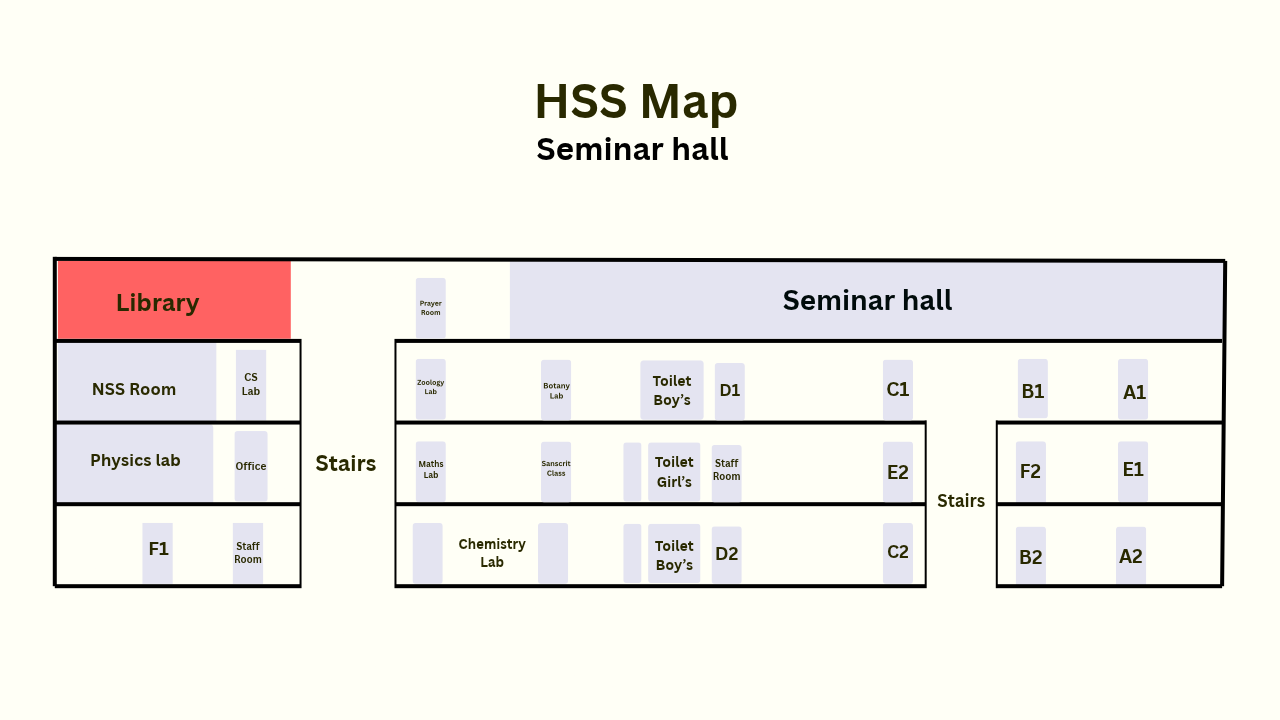 HSS Map
Seminar hall
Library
Prayer
Room
Seminar hall
NSS Room
CS
Lab
Zoology
Lab
Botany
Lab
Toilet
Boy's
D1
C1
B1
A1
Physics lab
Office
Stairs
Maths
Lab
Sanscrit
Class
Toilet
Girl's
Staff
Room
E2
Stairs
F2
E1
F1
Staff
Room
Chemistry
Lab
Toilet
Boy's
D2
C2
B2
A2